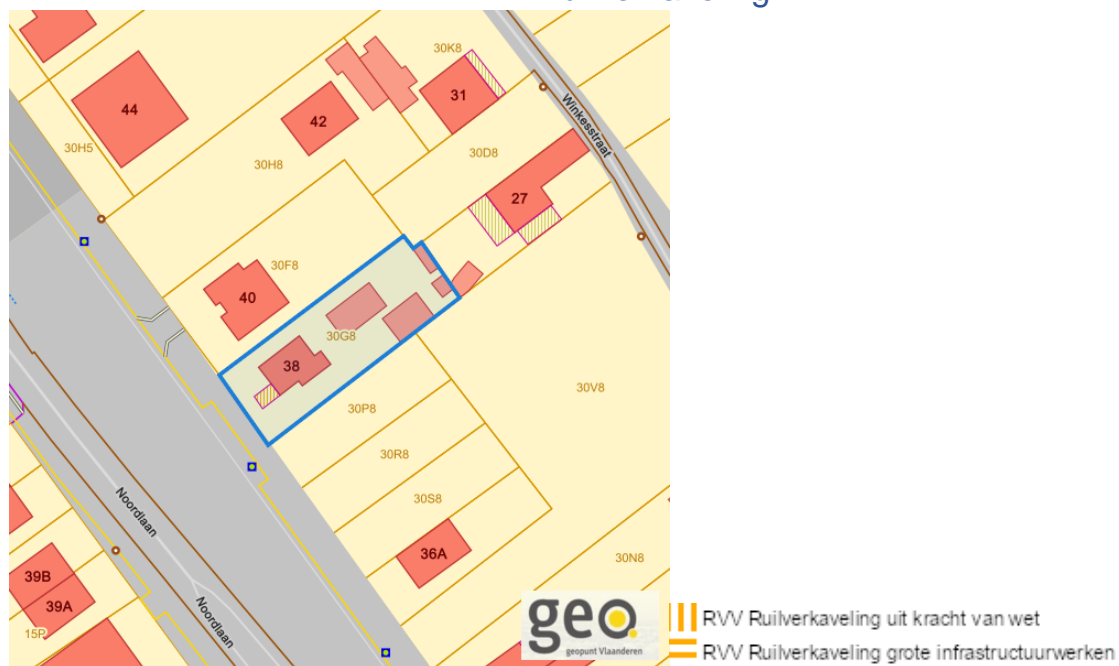 30K8
44
31
42
Winkesstraat
30H5
30D8
30H8
27
30F8
40
30G8
38
30V8
30P8
30R8
30S8
Noordlaan
36A
30N8
39B
39A
Noordlaan
15P
geo.
geopunt Vlaanderen
RVV Ruilverkaveling uit kracht van wet
RVV Ruilverkaveling grote infrastructuurwerken